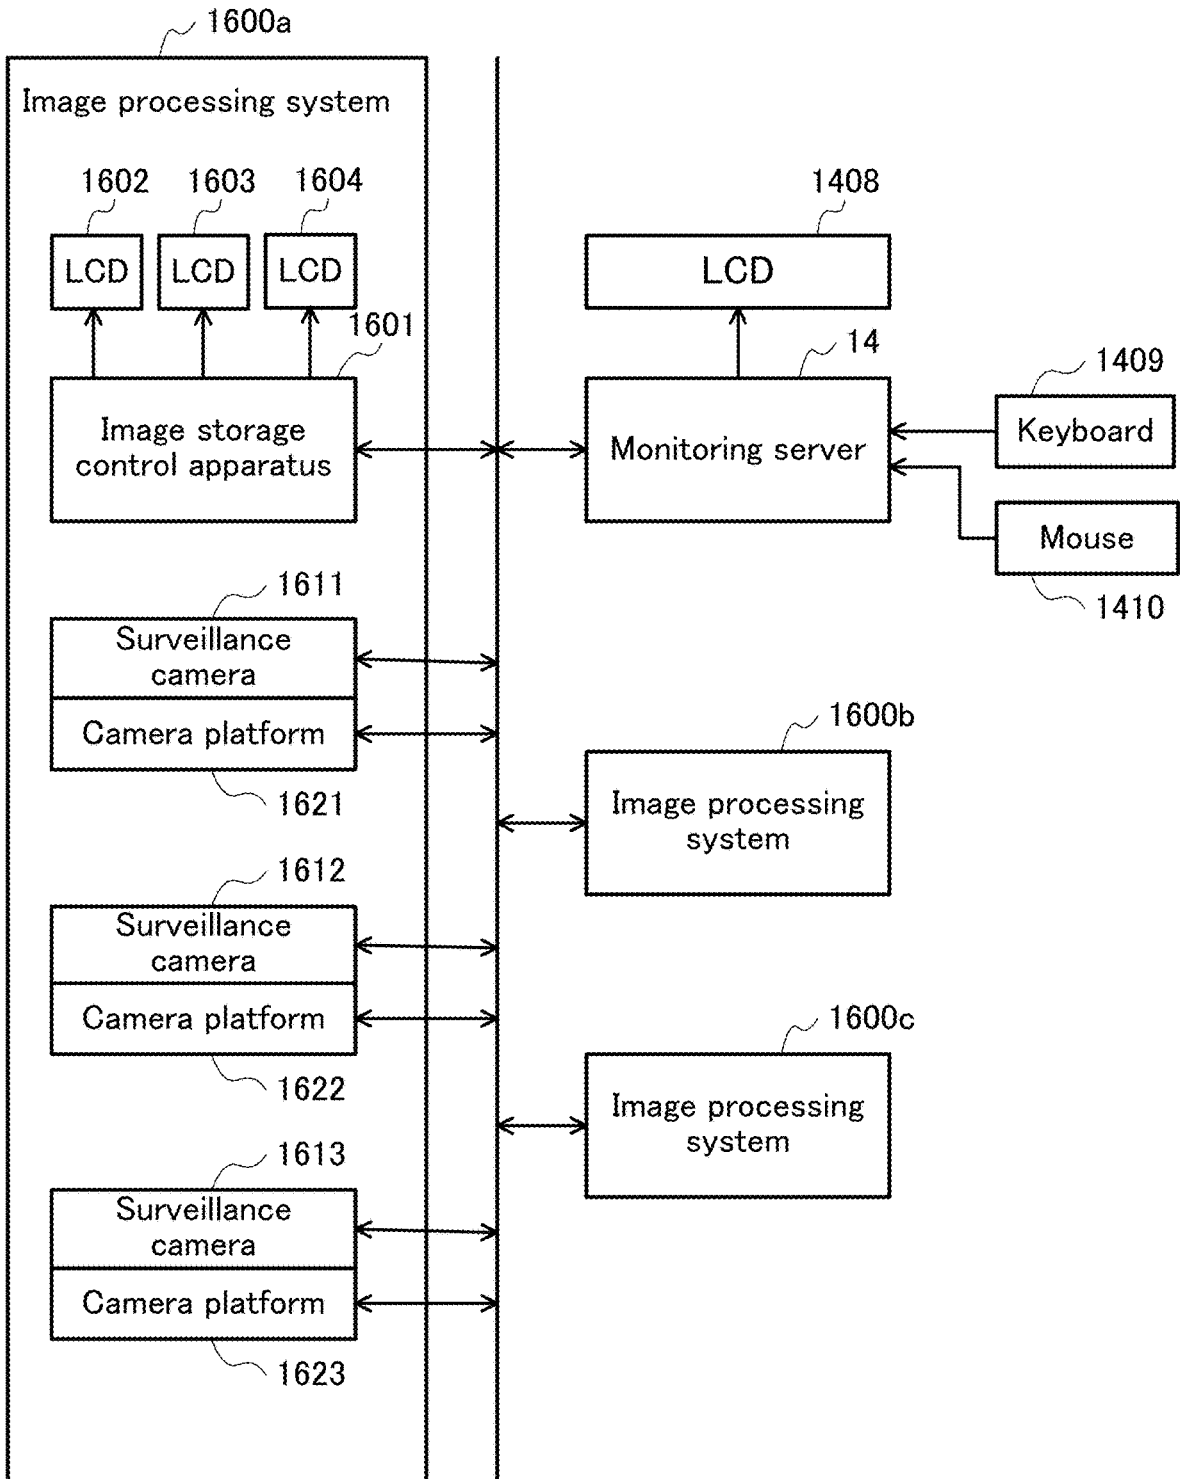 1600a
Image processing system
1602
1603
1604
LCD
LCD
LCD
1601
Image storage
control apparatus
1408
LCD
14
Monitoring server
1409
Keyboard
Mouse
1410
1611
Surveillance
camera
Camera platform
1621
1600b
Image processing
system
1612
Surveillance
camera
Camera platform
1622
1600c
Image processing
system
1613
Surveillance
camera
Camera platform
1623